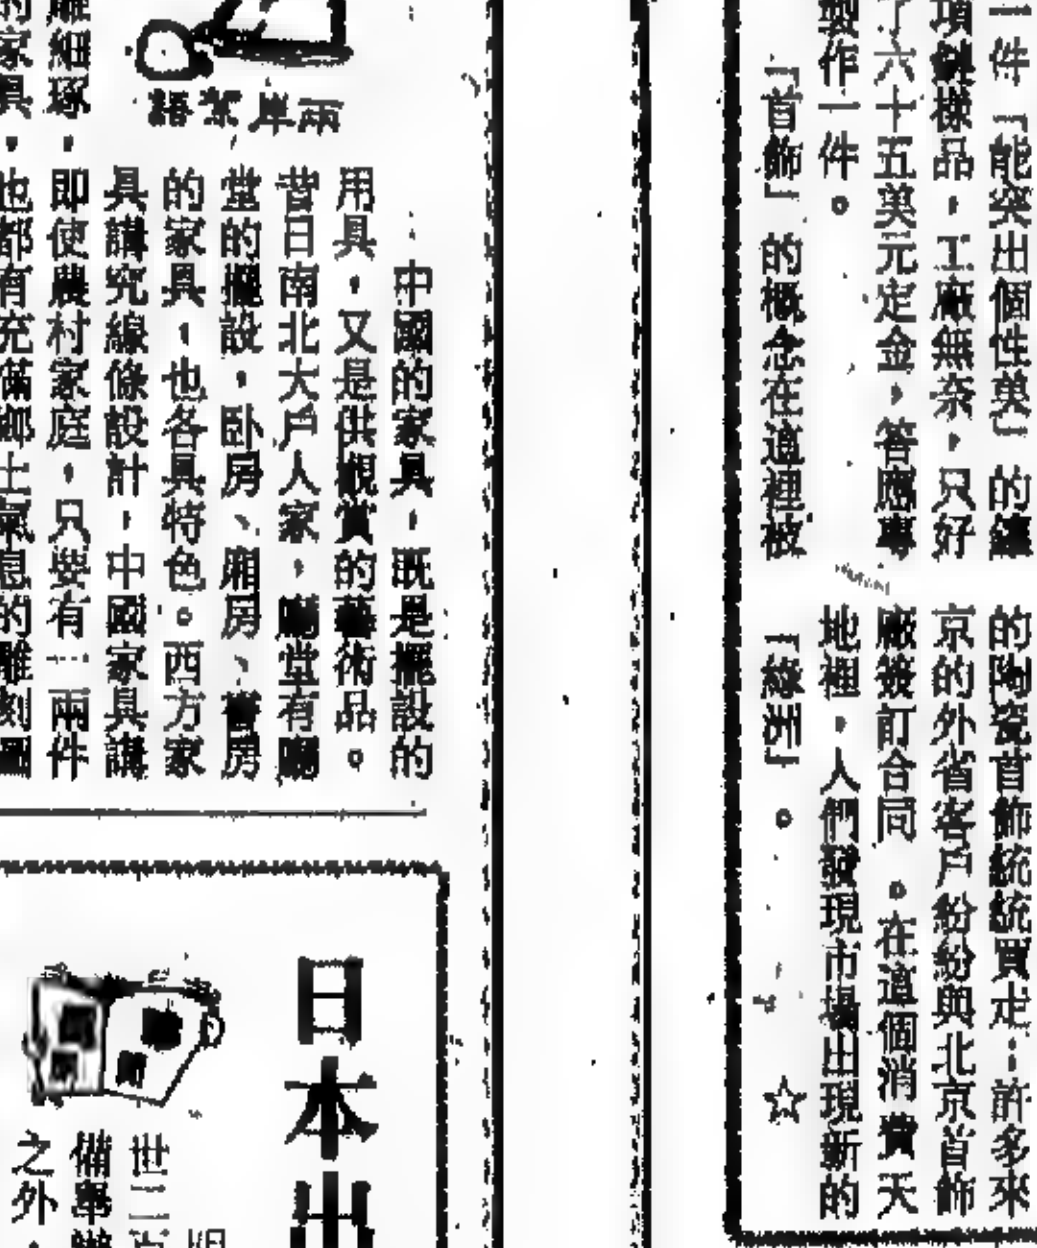 一件「能突出個性美」的鑲
項鏈樣品，工廠無奈，只好
了六十五美元定金，答應專
製作一件。
「首飾」的概念在這裡被
的陶瓷首飾統統買走…許多來
京的外省客戶紛紛與北京首飾
廠簽訂合同。在這個消費天
地裡，人們發現市場出現新的
「綠洲」。
☆
兩岸絮語
中國的家具，既是擺設的
用具，又是供觀賞的藝術品。
昔日南北大戶人家，廳堂有廳
堂的擺設，卧房、廂房、書房
的家具，也各具特色。西方家
具講究線條設計，中國家具講
雕細琢，即使農村家庭，只要有一兩件
的家具，也都有充滿鄉土氣息的雕刻圖
日本出
世二百
備舉辦
之外，